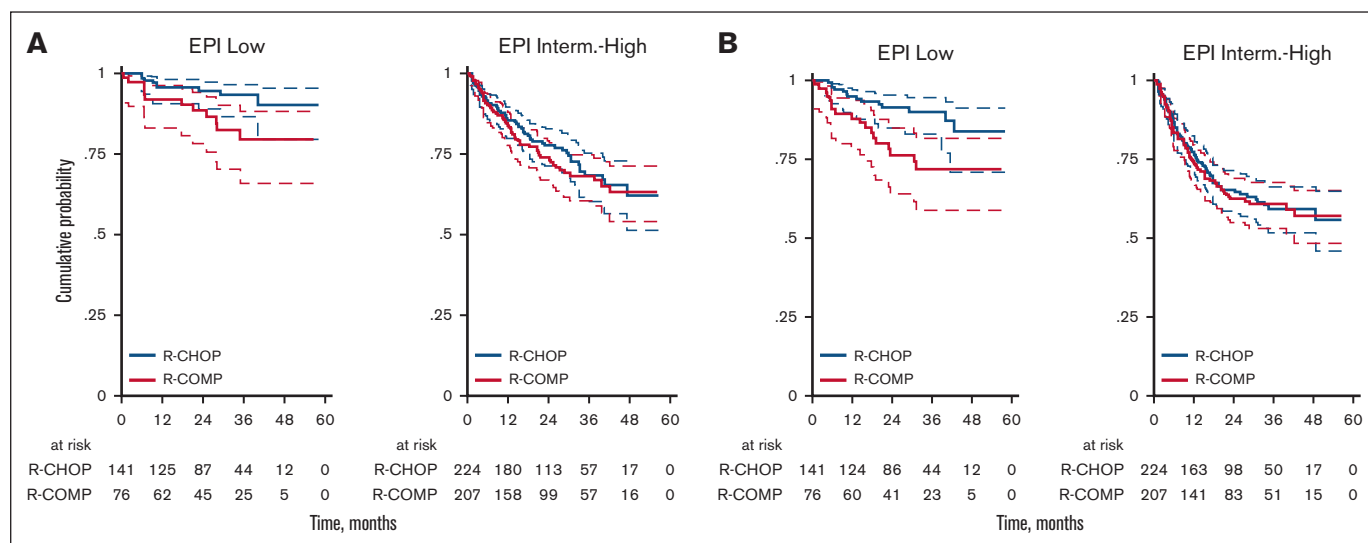 A
EPI Low
EPI Interm.-High
B
EPI Low
EPI Interm.-High
Cumulative probability
1
.75
.5
.25
0
R-CHOP
R-COMP
0 12 24 36 48 60
1
.75
.5
.25
0
R-CHOP
R-COMP
0 12 24 36 48 60
1
.75
.5
.25
0
R-CHOP
R-COMP
0 12 24 36 48 60
1
.75
.5
.25
0
R-CHOP
R-COMP
0 12 24 36 48 60
at risk
R-CHOP 141 125 87 44 12 0
R-COMP 76 62 45 25 5 0
at risk
R-CHOP 224 180 113 57 17 0
R-COMP 207 158 99 57 16 0
Time, months
at risk
R-CHOP 141 124 86 44 12 0
R-COMP 76 60 41 23 5 0
at risk
R-CHOP 224 163 98 50 17 0
R-COMP 207 141 83 51 15 0
Time, months